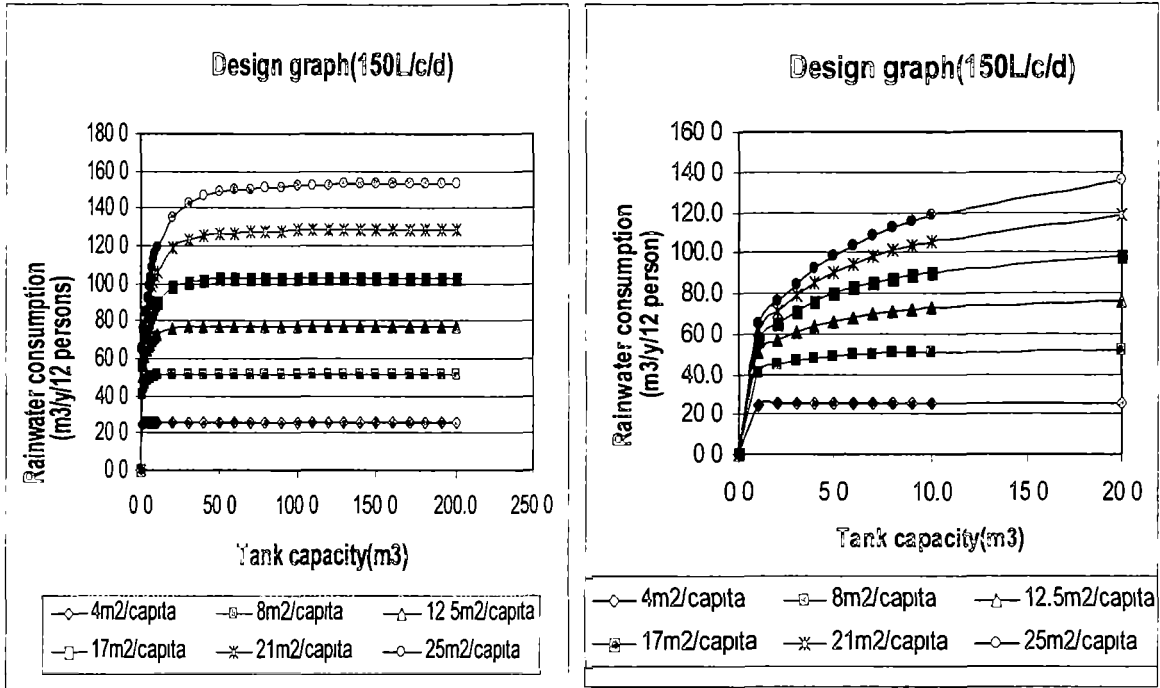 Design graph(150L/c/d)
Rainwater consumption
(m3/y/12 persons)
180 0
160 0
140 0
120 0
100 0
80 0
60 0
40 0
20 0
0 0
0 0 50 0 100 0 150 0 200 0 250 0
Tank capacity(m3)
4m2/capita 8m2/capita 12 5m2/capita
17m2/capita 21m2/capita 25m2/capita
Design graph(150L/c/d)
Rainwater consumption
(m3/y/12 person)
160 0
140 0
120.0
100 0
80 0
60 0
40.0
20 0
0 0
0 0 5 0 10.0 15 0 20.0
Tank capacity(m3)
4m2/capita 8m2/capita 12.5m2/capita
17m2/capita 21m2/capita 25m2/capita